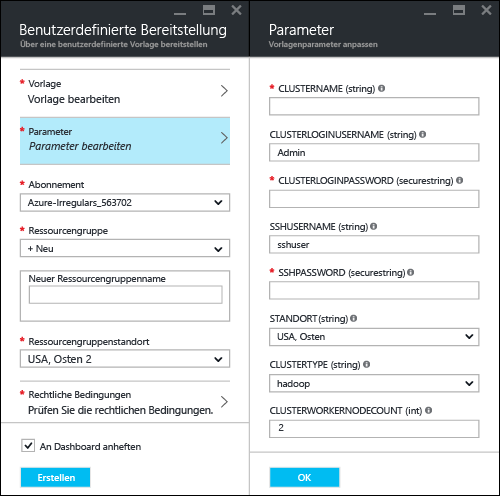 Benutzerdefinierte Bereitstellung
Über eine benutzerdefinierte Vorlage bereitstellen
* Vorlage
Vorlage bearbeiten
* Parameter
Parameter bearbeiten
* Abonnement
Azure-Irregulars_563702
* Ressourcengruppe
+ Neu
Neuer Ressourcengruppenname
* Ressourcengruppenstandort
USA, Osten 2
* Rechtliche Bedingungen
Prüfen Sie die rechtlichen Bedingungen.
An Dashboard anheften
Erstellen
Parameter
Vorlagenparameter anpassen
* CLUSTERNAME (string)
CLUSTERLOGINUSERNAME (string)
Admin
* CLUSTERLOGINPASSWORD (securestring)
SSHUSERNAME (string)
sshuser
* SSHPASSWORD (securestring)
STANDORT(string)
USA, Osten
CLUSTERTYPE (string)
hadoop
CLUSTERWORKERNODECOUNT (int)
2
OK